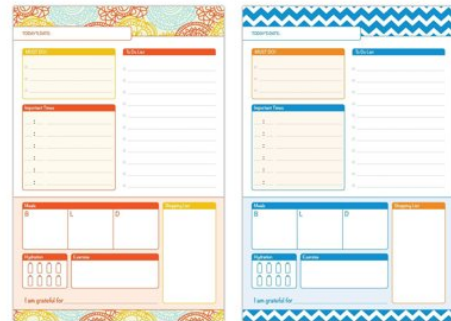 TODAY'S DATE:
MUST DO!
To Do List
Important Times
Meals
Shopping List
B L D
Hydration
Exercise
I am grateful for
TODAY'S DATE:
MUST DO!
To Do List
Important Times
Meals
Shopping List
B L D
Hydration
Exercise
I am grateful for